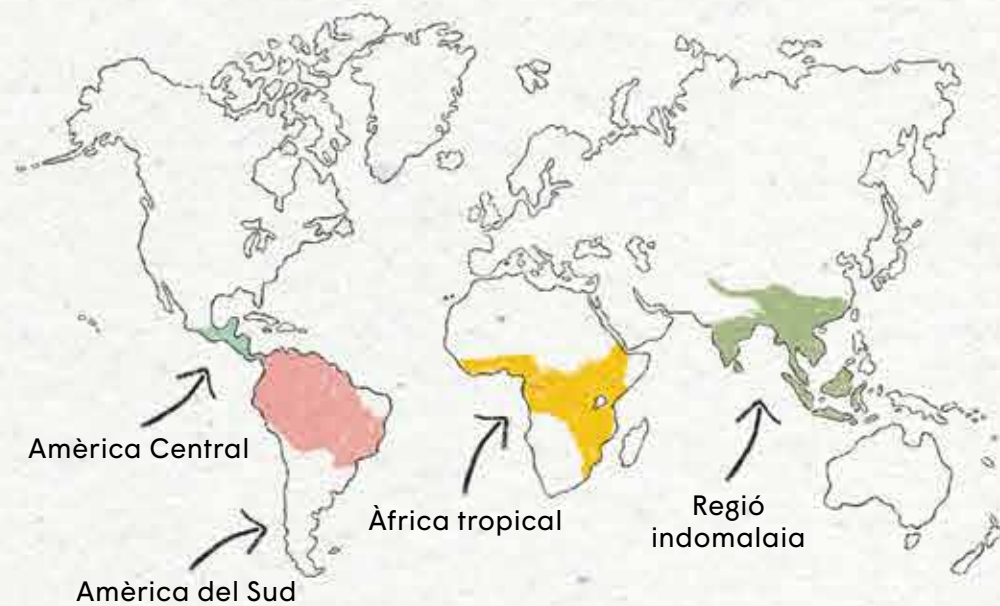 Amèrica Central
Àfrica tropical
Regió
indomalaia
Amèrica del Sud